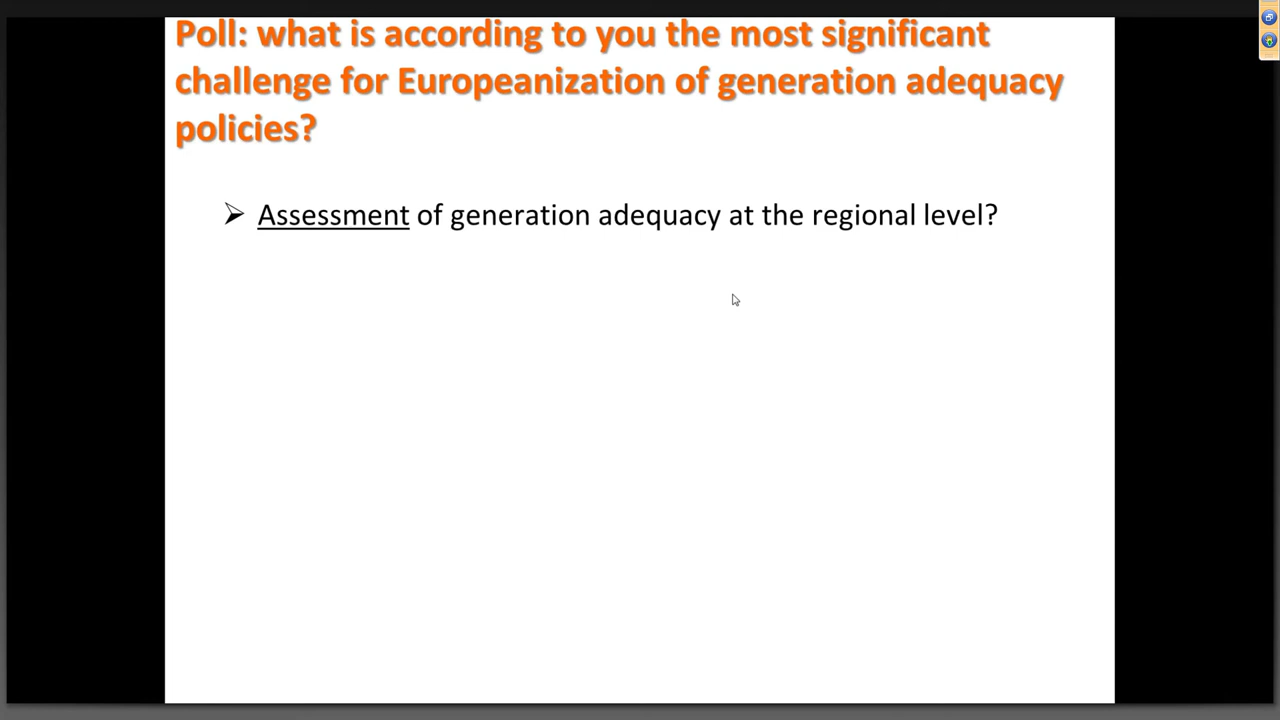 Poll: what is according to you the most significant
challenge for Europeanization of generation adequacy
policies?
Assessment of generation adequacy at the regional level?